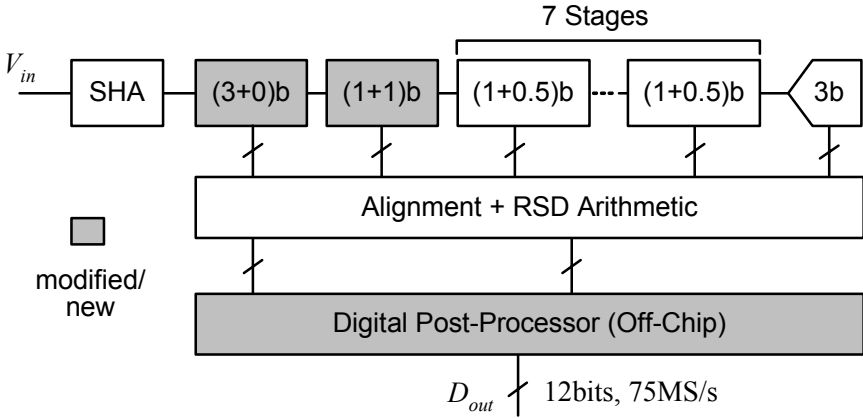 7 Stages
V_in
SHA
(3+0)b
(1+1)b
(1+0.5)b
(1+0.5)b
3b
Alignment + RSD Arithmetic
modified/
new
Digital Post-Processor (Off-Chip)
D_out 12bits, 75MS/s